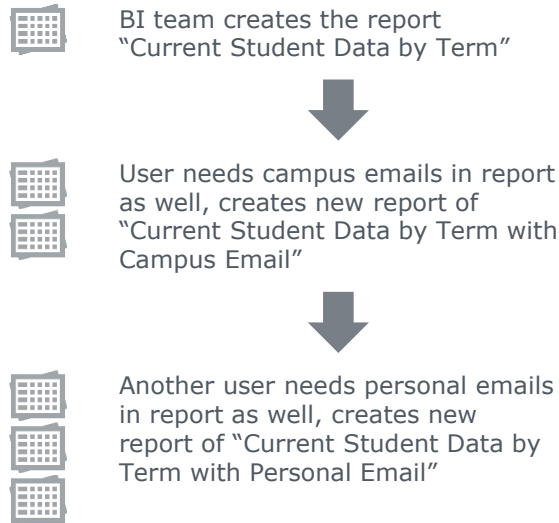 BI team creates the report
“Current Student Data by Term”
User needs campus emails in report
as well, creates new report of
“Current Student Data by Term with
Campus Email”
Another user needs personal emails
in report as well, creates new
report of “Current Student Data by
Term with Personal Email”